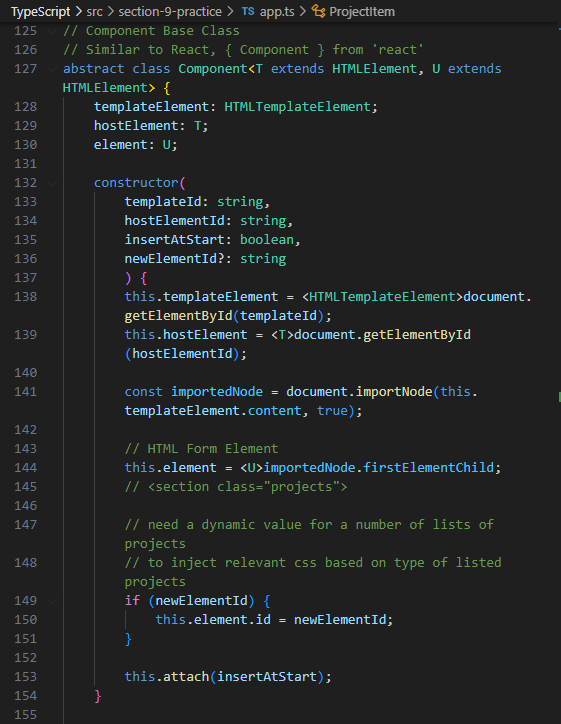 TypeScript > src > section-9-practice > TS app.ts > ProjectItem
125 // Component Base Class
126 // Similar to React, { Component } from 'react'
127 abstract class Component<T extends HTMLElement, U extends
HTMLElement> {
128 templateElement: HTMLTemplateElement;
129 hostElement: T;
130 element: U;
131
132 constructor(
133 templateId: string,
134 hostElementId: string,
135 insertAtStart: boolean,
136 newElementId?: string
137 ) {
138 this.templateElement = <HTMLTemplateElement>document.
getElementById(templateId);
139 this.hostElement = <T>document.getElementById
(hostElementId);
140
141 const importedNode = document.importNode(this.
templateElement.content, true);
142
143 // HTML Form Element
144 this.element = <U>importedNode.firstElementChild;
145 // <section class="projects">
146
147 // need a dynamic value for a number of lists of
projects
148 // to inject relevant css based on type of listed
projects
149 if (newElementId) {
150 this.element.id = newElementId;
151 }
152
153 this.attach(insertAtStart);
154 }
155